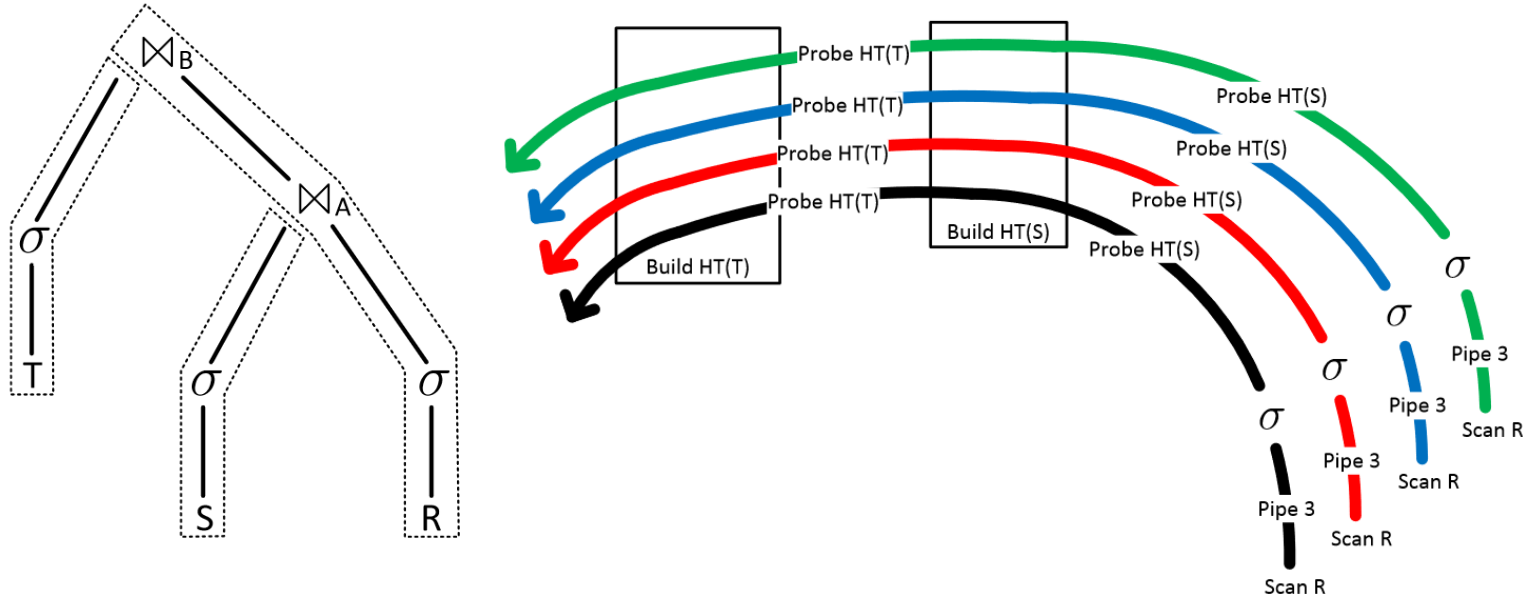 ⋈B
⋈A
σ
T
σ
S
σ
R
Probe HT(T)
Probe HT(S)
Probe HT(T)
Probe HT(S)
Probe HT(T)
Probe HT(S)
Probe HT(T)
Probe HT(S)
Build HT(T)
Build HT(S)
σ
Pipe 3
Scan R
σ
Pipe 3
Scan R
σ
Pipe 3
Scan R
σ
Pipe 3
Scan R